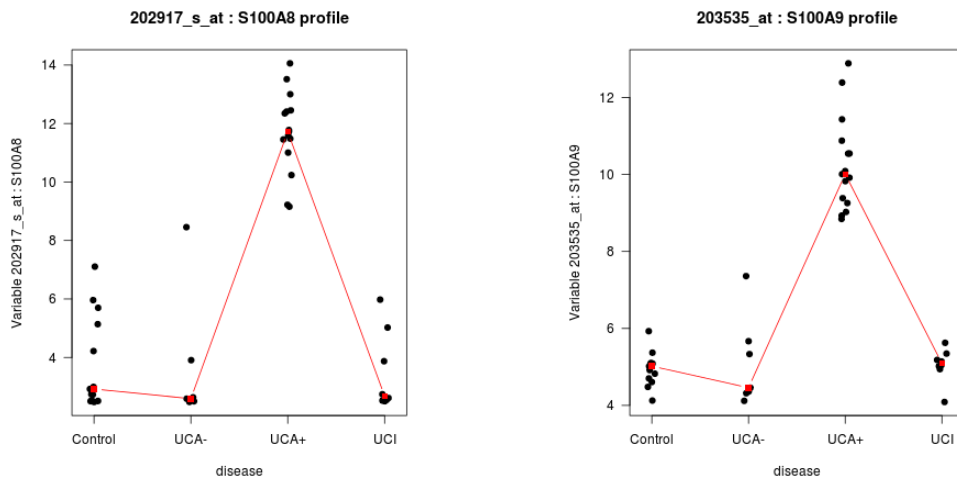 202917_s_at : S100A8 profile
Variable 202917_s_at : S100A8
14
12
10
8
6
4
Control
UCA-
UCA+
UCI
disease
203535_at : S100A9 profile
Variable 203535_at : S100A9
12
10
8
6
4
Control
UCA-
UCA+
UCI
disease